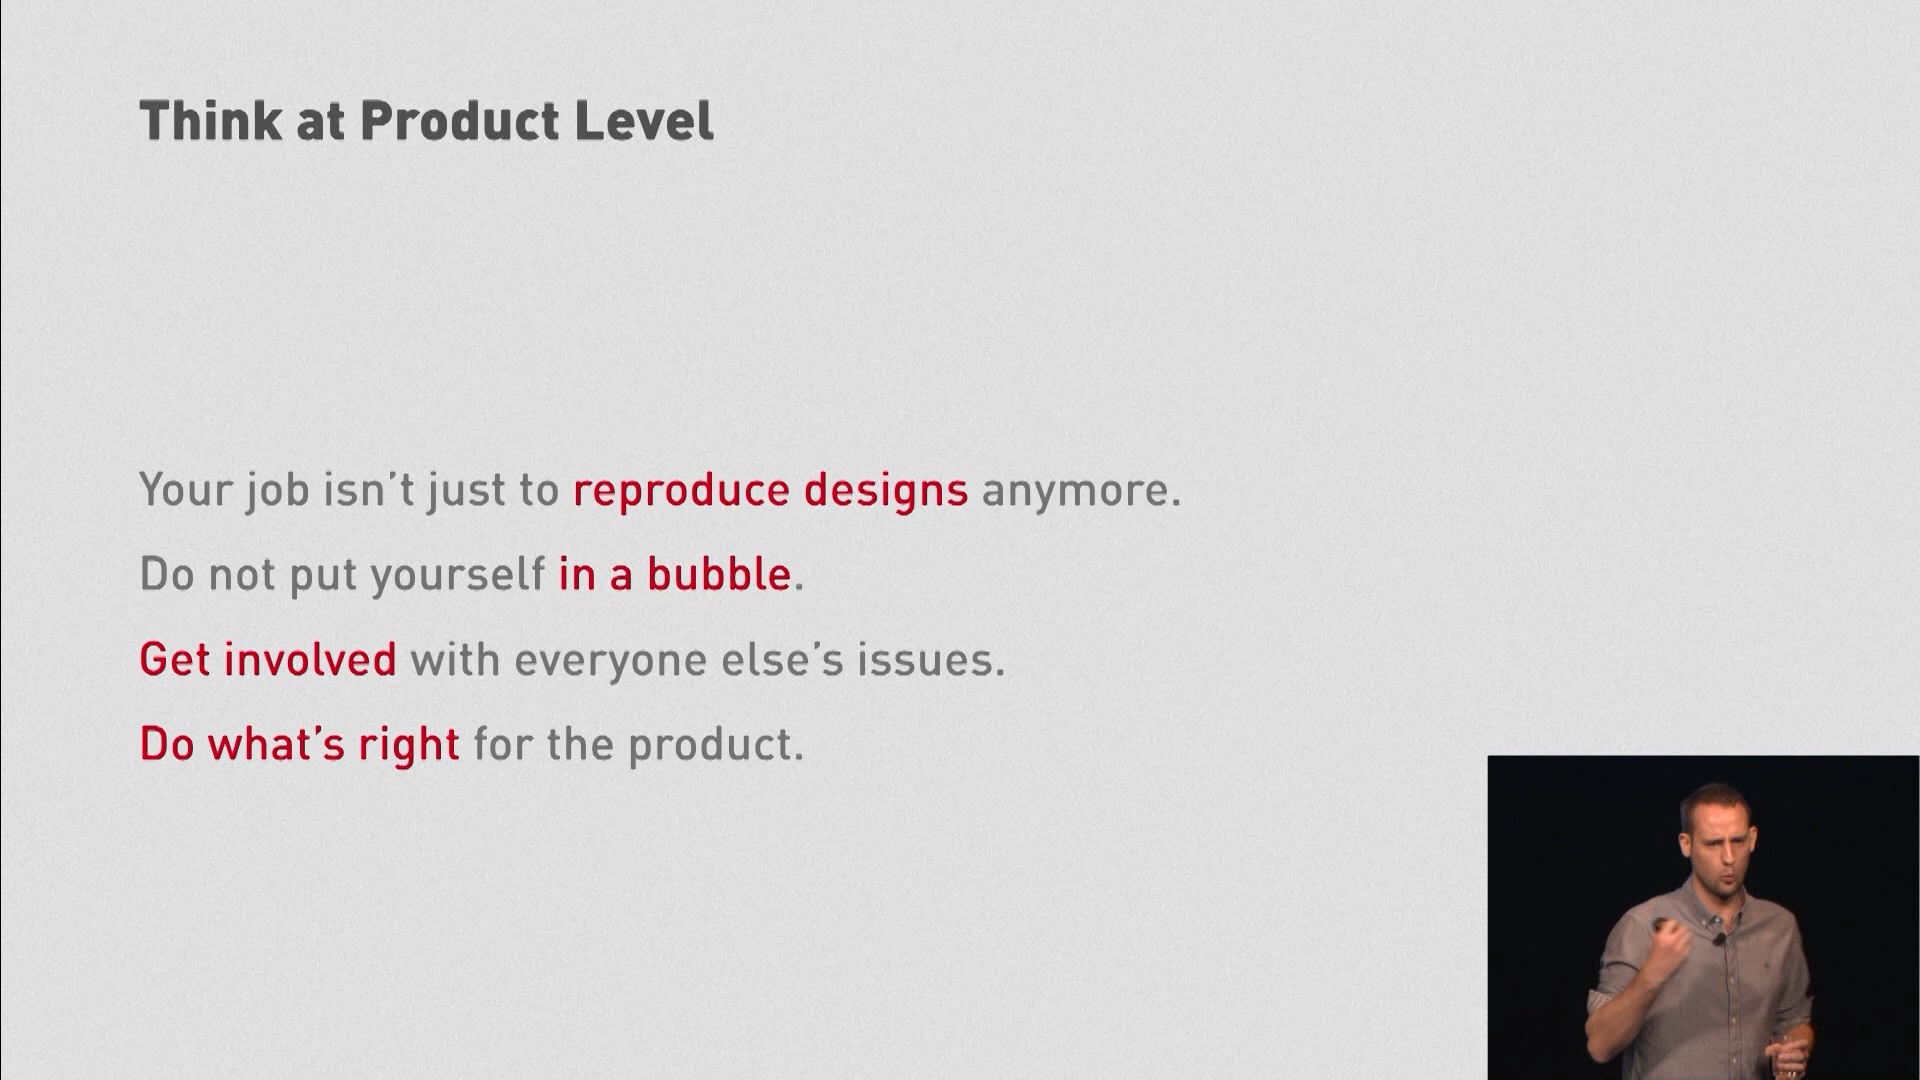 Think at Product Level
Your job isn’t just to reproduce designs anymore.
Do not put yourself in a bubble.
Get involved with everyone else’s issues.
Do what’s right for the product.